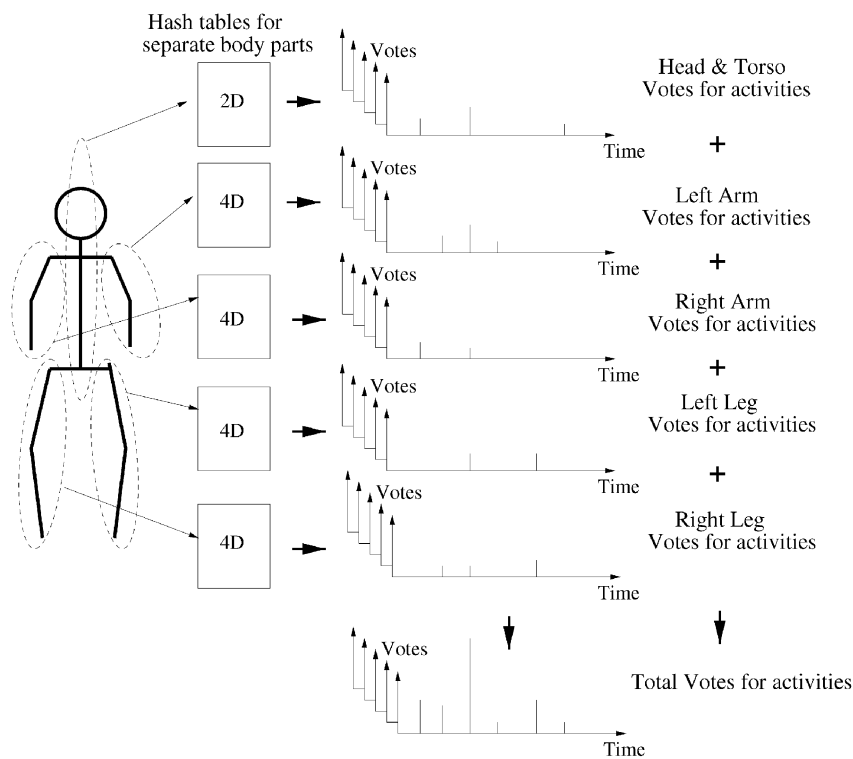 Hash tables for
separate body parts
2D
Votes
Time
Head & Torso
Votes for activities
+
4D
Votes
Time
Left Arm
Votes for activities
+
4D
Votes
Time
Right Arm
Votes for activities
+
4D
Votes
Time
Left Leg
Votes for activities
+
4D
Votes
Time
Right Leg
Votes for activities
Votes
Time
Total Votes for activities